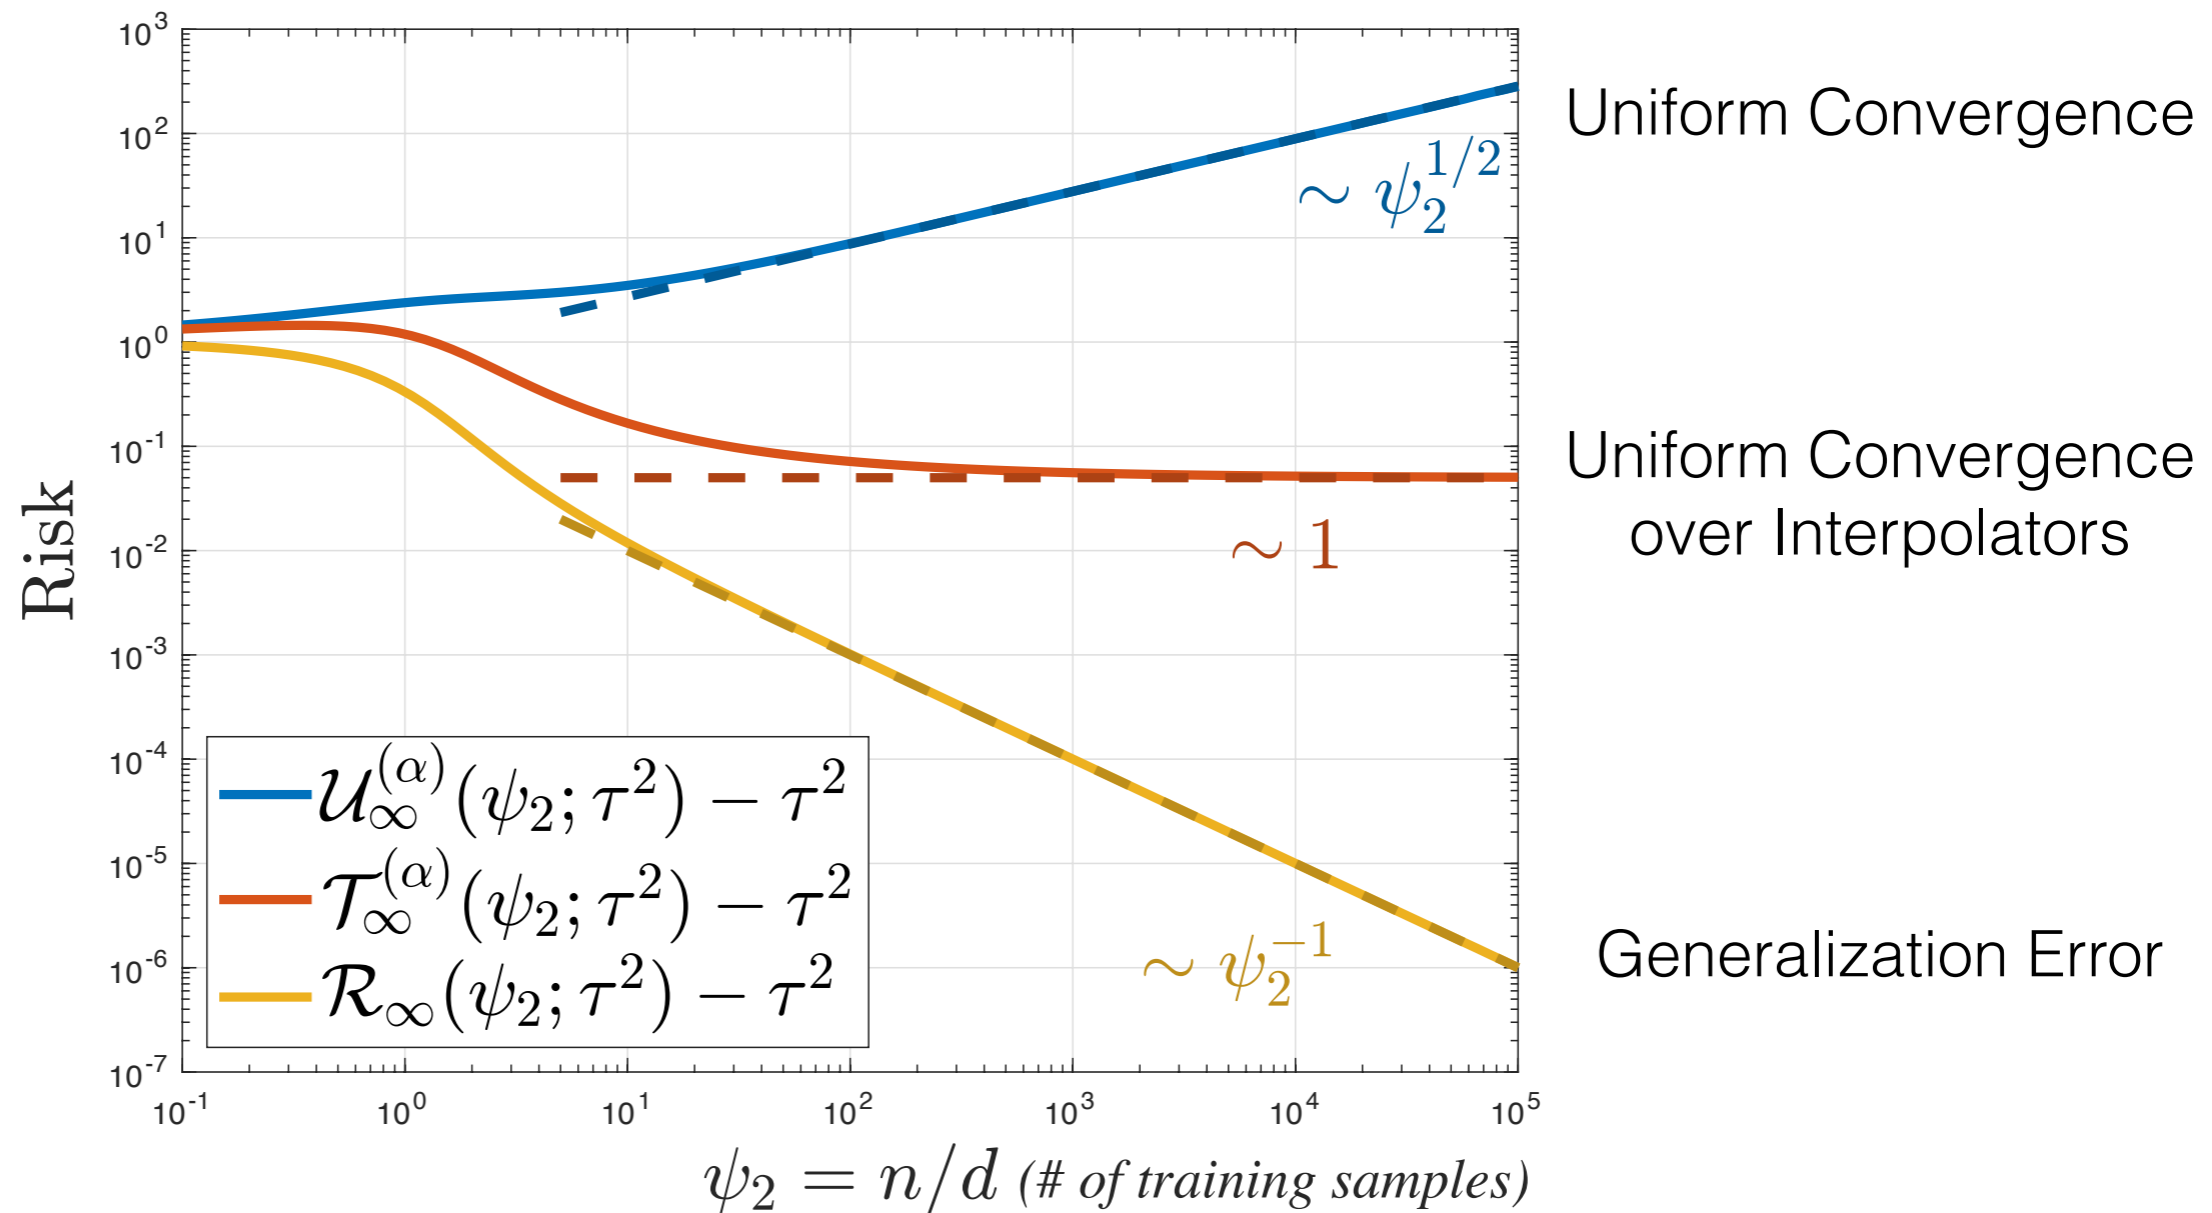 10^3
10^2
10^1
10^0
10^-1
10^-2
10^-3
10^-4
10^-5
10^-6
10^-7
Risk
Uniform Convergence
∼ ψ_2^{1/2}
Uniform Convergence
over Interpolators
∼ 1
Generalization Error
∼ ψ_2^{-1}
𝒰_∞^{(α)}(ψ_2; τ^2) − τ^2
𝒯_∞^{(α)}(ψ_2; τ^2) − τ^2
ℛ_∞(ψ_2; τ^2) − τ^2
10^-1 10^0 10^1 10^2 10^3 10^4 10^5
ψ_2 = n/d (# of training samples)